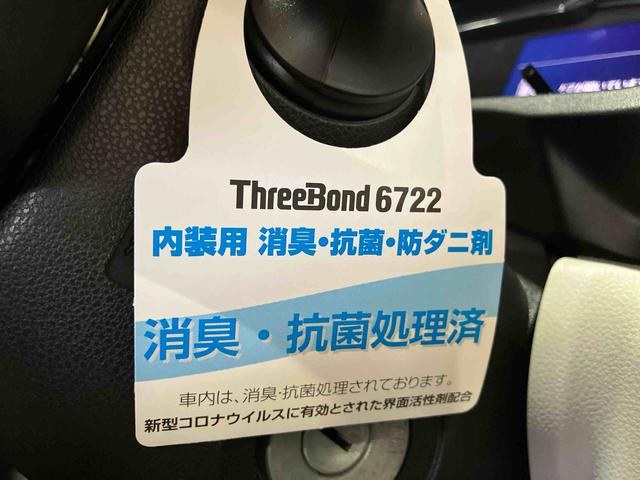 ThreeBond 6722
内装用 消臭・抗菌・防ダニ剤
消臭・抗菌処理済
車内は、消臭・抗菌処理されております。
新型コロナウイルスに有効とされた界面活性剤配合